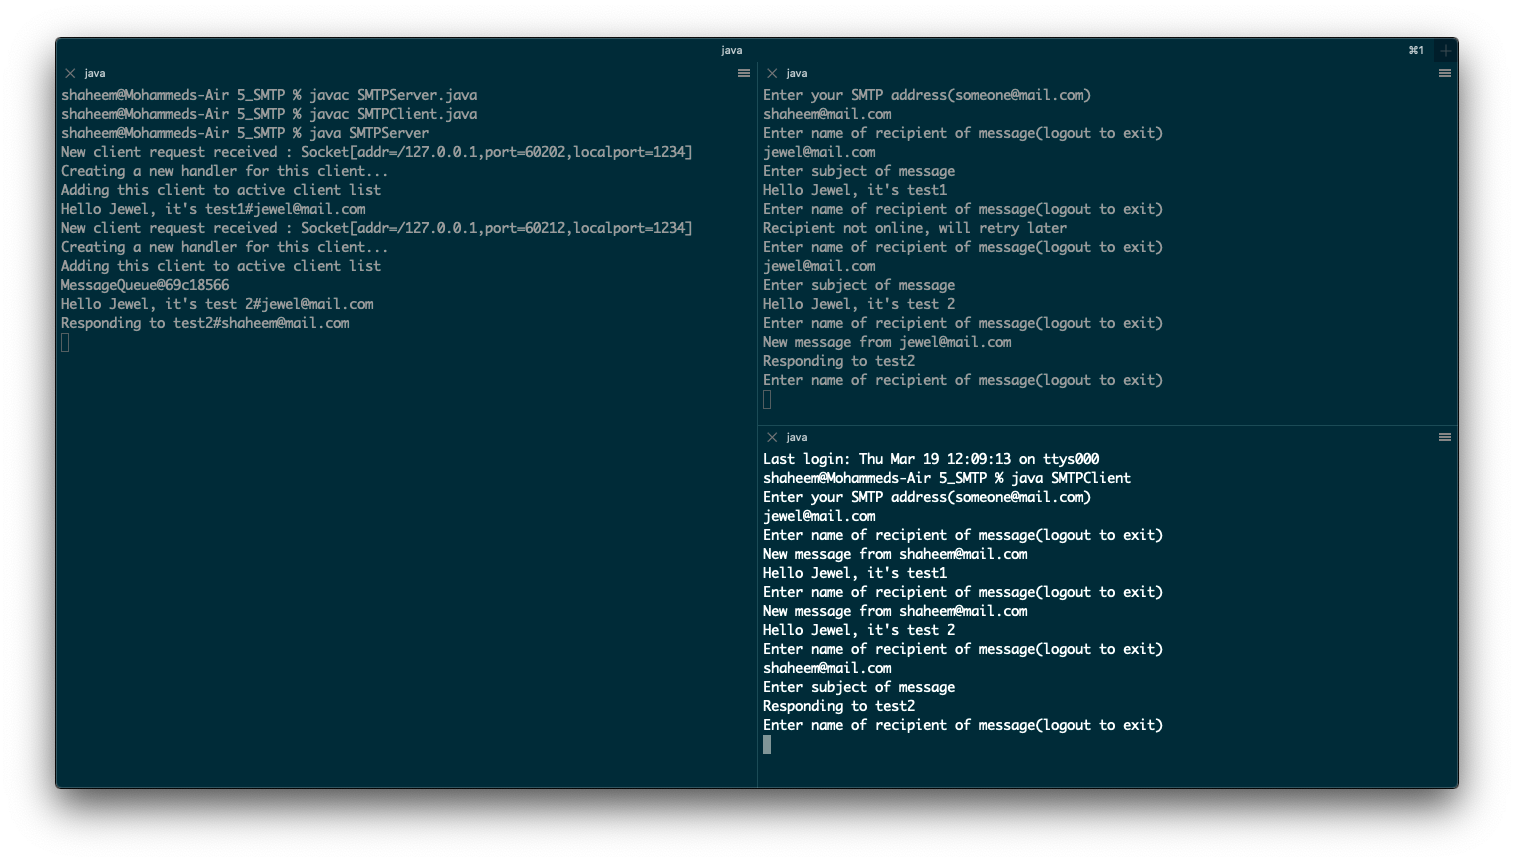 java
⌘1
java
shaheem@Mohammeds-Air 5_SMTP % javac SMTPServer.java
shaheem@Mohammeds-Air 5_SMTP % javac SMTPClient.java
shaheem@Mohammeds-Air 5_SMTP % java SMTPServer
New client request received : Socket[addr=/127.0.0.1,port=60202,localport=1234]
Creating a new handler for this client...
Adding this client to active client list
Hello Jewel, it's test1#jewel@mail.com
New client request received : Socket[addr=/127.0.0.1,port=60212,localport=1234]
Creating a new handler for this client...
Adding this client to active client list
MessageQueue@69c18566
Hello Jewel, it's test 2#jewel@mail.com
Responding to test2#shaheem@mail.com
java
Enter your SMTP address(someone@mail.com)
shaheem@mail.com
Enter name of recipient of message(logout to exit)
jewel@mail.com
Enter subject of message
Hello Jewel, it's test1
Enter name of recipient of message(logout to exit)
Recipient not online, will retry later
Enter name of recipient of message(logout to exit)
jewel@mail.com
Enter subject of message
Hello Jewel, it's test 2
Enter name of recipient of message(logout to exit)
New message from jewel@mail.com
Responding to test2
Enter name of recipient of message(logout to exit)
java
Last login: Thu Mar 19 12:09:13 on ttys000
shaheem@Mohammeds-Air 5_SMTP % java SMTPClient
Enter your SMTP address(someone@mail.com)
jewel@mail.com
Enter name of recipient of message(logout to exit)
New message from shaheem@mail.com
Hello Jewel, it's test1
Enter name of recipient of message(logout to exit)
New message from shaheem@mail.com
Hello Jewel, it's test 2
Enter name of recipient of message(logout to exit)
shaheem@mail.com
Enter subject of message
Responding to test2
Enter name of recipient of message(logout to exit)